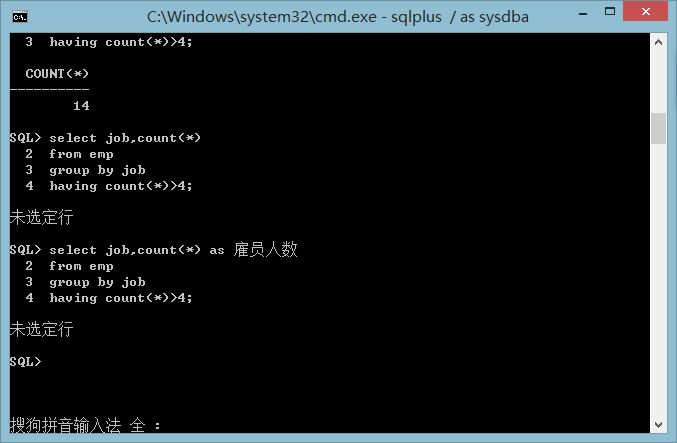 C:\Windows\system32\cmd.exe - sqlplus / as sysdba
3 having count(*)>4;
COUNT(*)
----------
14
SQL> select job,count(*)
2 from emp
3 group by job
4 having count(*)>4;
未选定行
SQL> select job,count(*) as 雇员人数
2 from emp
3 group by job
4 having count(*)>4;
未选定行
SQL>
搜狗拼音输入法 全 :